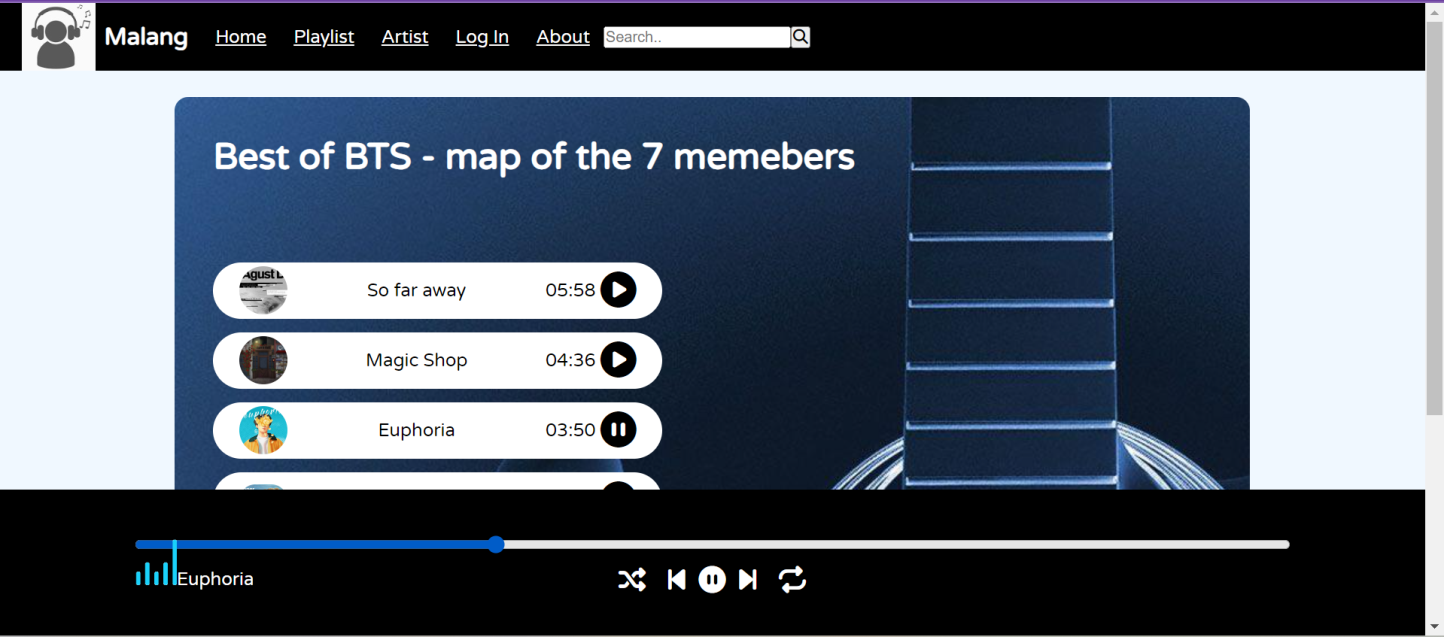 Malang Home Playlist Artist Log In About Search..
Best of BTS - map of the 7 memebers
AGUST D
So far away 05:58
Magic Shop 04:36
Euphoria 03:50
Euphoria